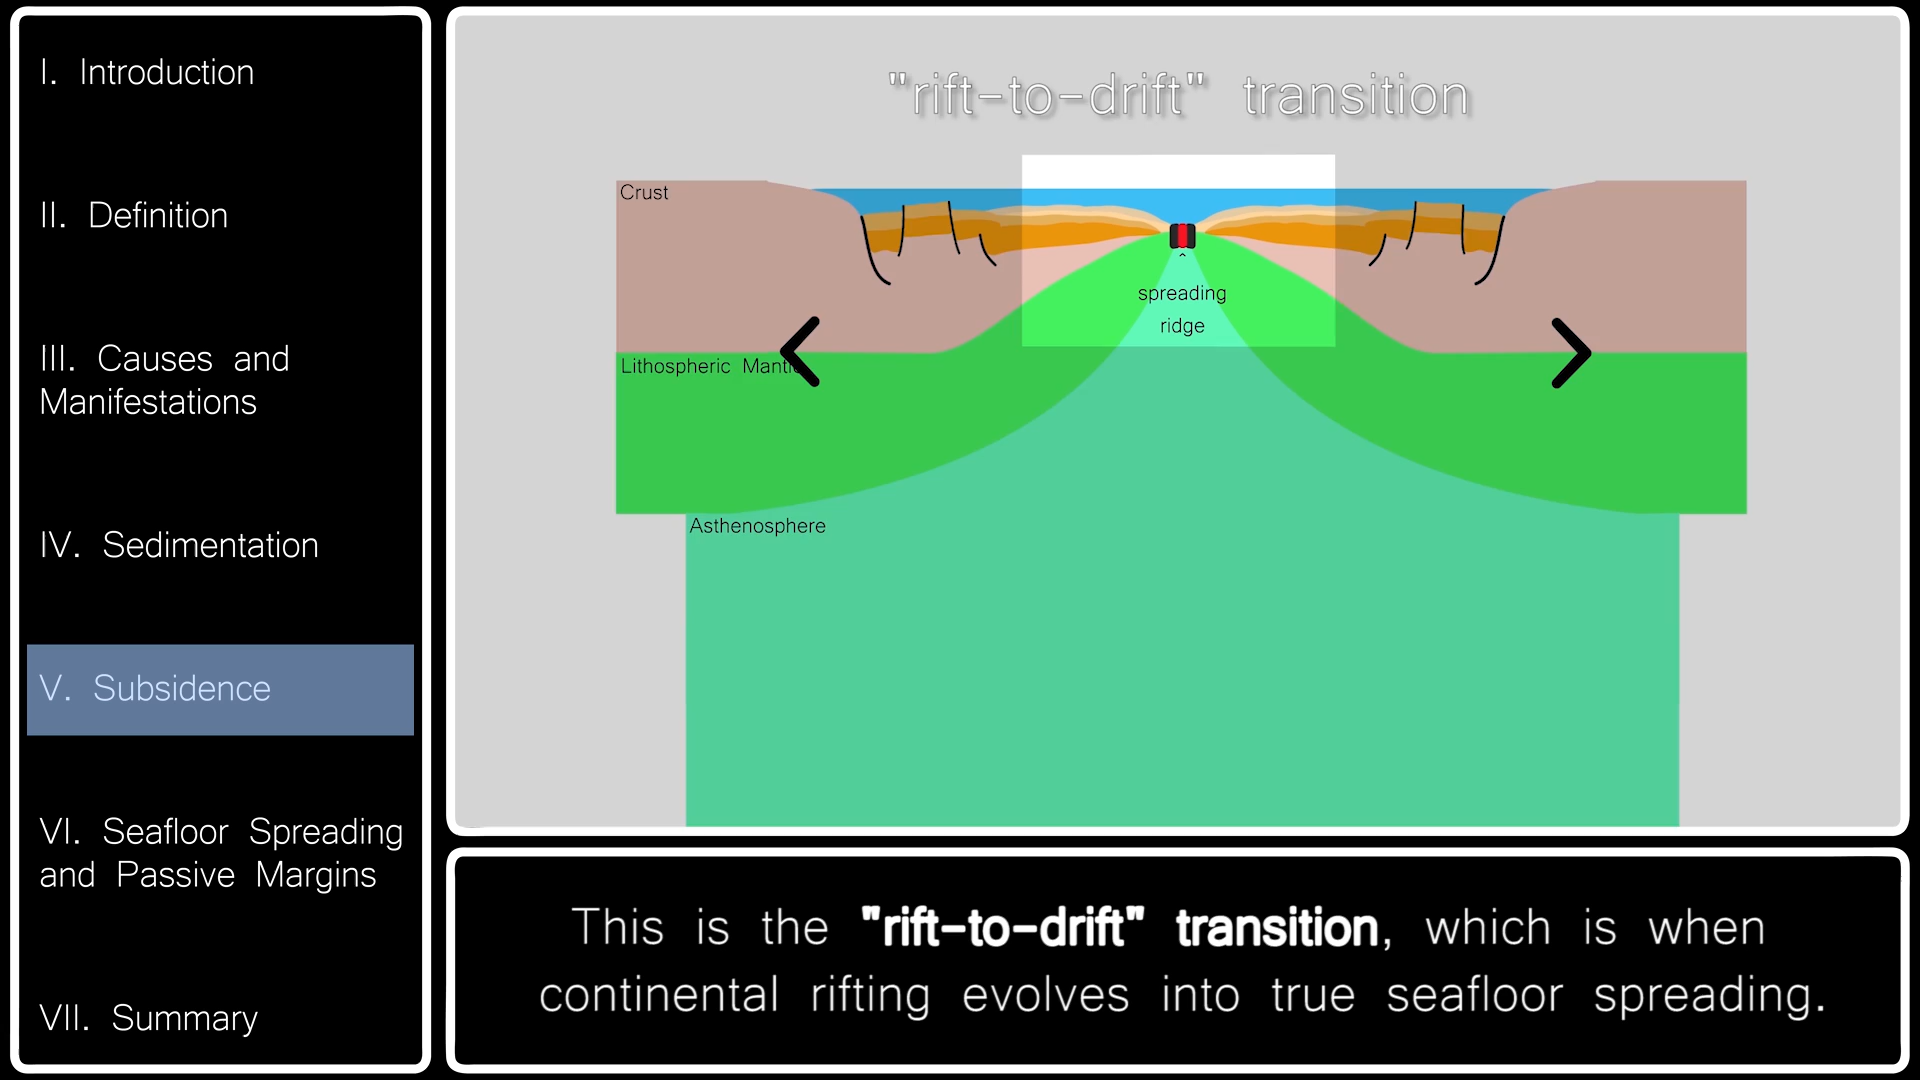 I. Introduction
II. Definition
III. Causes and
Manifestations
IV. Sedimentation
V. Subsidence
VI. Seafloor Spreading
and Passive Margins
VII. Summary
"rift-to-drift" transition
Crust
spreading
ridge
Lithospheric Mantle
Asthenosphere
This is the "rift-to-drift" transition, which is when
continental rifting evolves into true seafloor spreading.